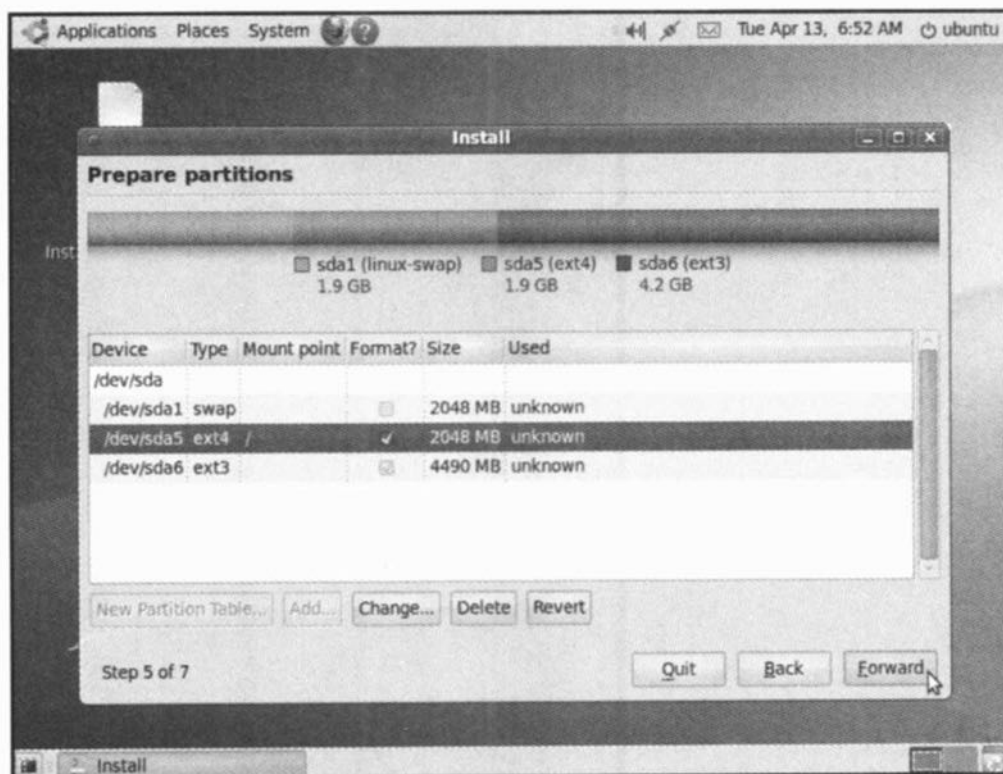 Applications Places System Tue Apr 13, 6:52 AM ubuntu
Install
Prepare partitions
sda1 (linux-swap) sda5 (ext4) sda6 (ext3)
1.9 GB 1.9 GB 4.2 GB
Device Type Mount point Format? Size Used
/dev/sda
/dev/sda1 swap 2048 MB unknown
/dev/sda5 ext4 / 2048 MB unknown
/dev/sda6 ext3 4490 MB unknown
New Partition Table... Add... Change... Delete Revert
Step 5 of 7 Quit Back Forward
Install